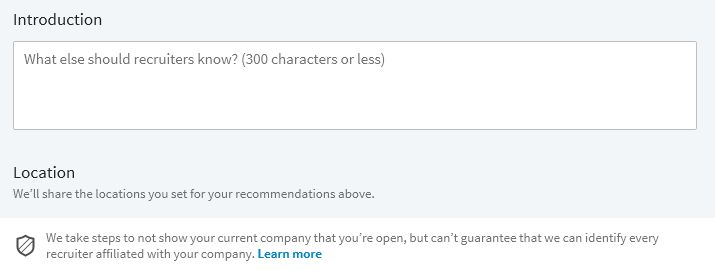 Introduction
What else should recruiters know? (300 characters or less)
Location
We'll share the locations you set for your recommendations above.
We take steps to not show your current company that you're open, but can't guarantee that we can identify every
recruiter affiliated with your company. Learn more